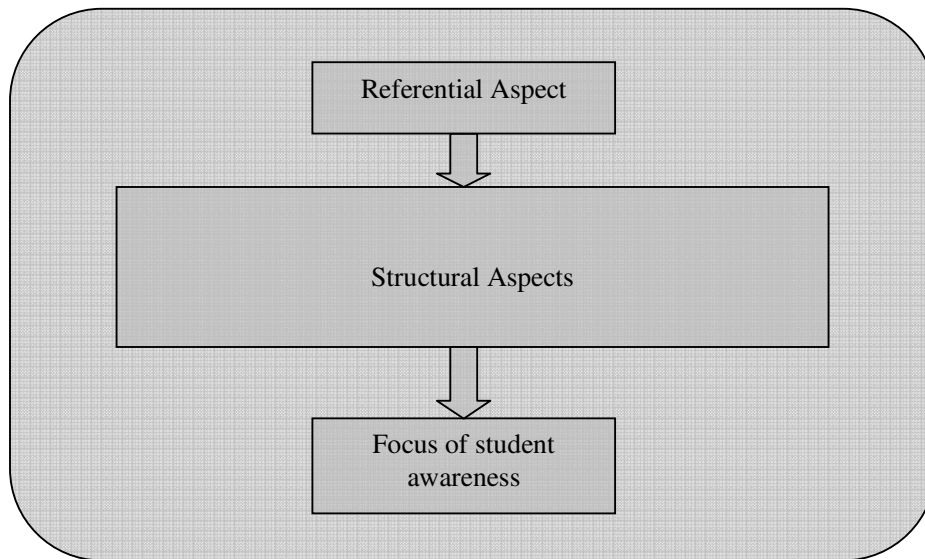 Referential Aspect
Structural Aspects
Focus of student
awareness